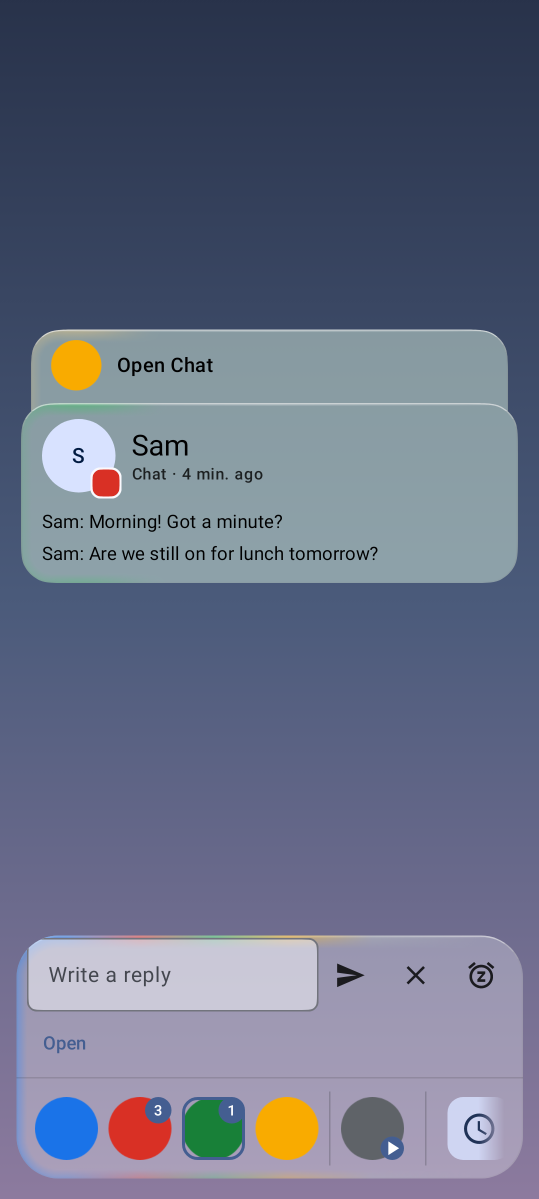 Open Chat
S
Sam
Chat · 4 min. ago
Sam: Morning! Got a minute?
Sam: Are we still on for lunch tomorrow?
Write a reply
Open
3
1